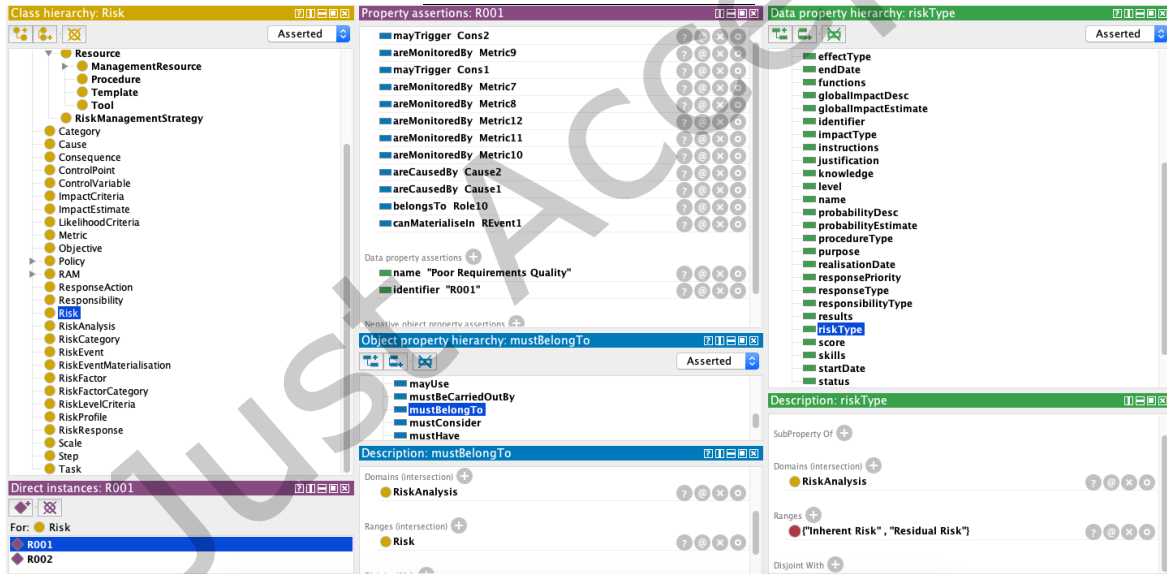 Class hierarchy: Risk
Asserted
Resource
ManagementResource
Procedure
Template
Tool
RiskManagementStrategy
Category
Cause
Consequence
ControlPoint
ControlVariable
ImpactCriteria
ImpactEstimate
LikelihoodCriteria
Metric
Objective
Policy
RAM
ResponseAction
Responsibility
Risk
RiskAnalysis
RiskCategory
RiskEvent
RiskEventMaterialisation
RiskFactor
RiskFactorCategory
RiskLevelCriteria
RiskProfile
RiskResponse
Scale
Step
Task
Direct instances: R001
For: Risk
R001
R002
Property assertions: R001
mayTrigger Cons2
areMonitoredBy Metric9
mayTrigger Cons1
areMonitoredBy Metric7
areMonitoredBy Metric8
areMonitoredBy Metric12
areMonitoredBy Metric11
areMonitoredBy Metric10
areCausedBy Cause2
areCausedBy Cause1
belongsTo Role10
canMaterialiseIn REvent1
Data property assertions
name "Poor Requirements Quality"
identifier "R001"
Negative object property assertions
Object property hierarchy: mustBelongTo
Asserted
mayUse
mustBeCarriedOutBy
mustBelongTo
mustConsider
mustHave
Description: mustBelongTo
Domains (intersection)
RiskAnalysis
Ranges (intersection)
Risk
Data property hierarchy: riskType
Asserted
effectType
endDate
functions
globalImpactDesc
globalImpactEstimate
identifier
impactType
instructions
justification
knowledge
level
name
probabilityDesc
probabilityEstimate
procedureType
purpose
realisationDate
responsePriority
responseType
responsibilityType
results
riskType
score
skills
startDate
status
Description: riskType
SubProperty Of
Domains (intersection)
RiskAnalysis
Ranges
{"Inherent Risk" , "Residual Risk"}
Disjoint With
Just Acce